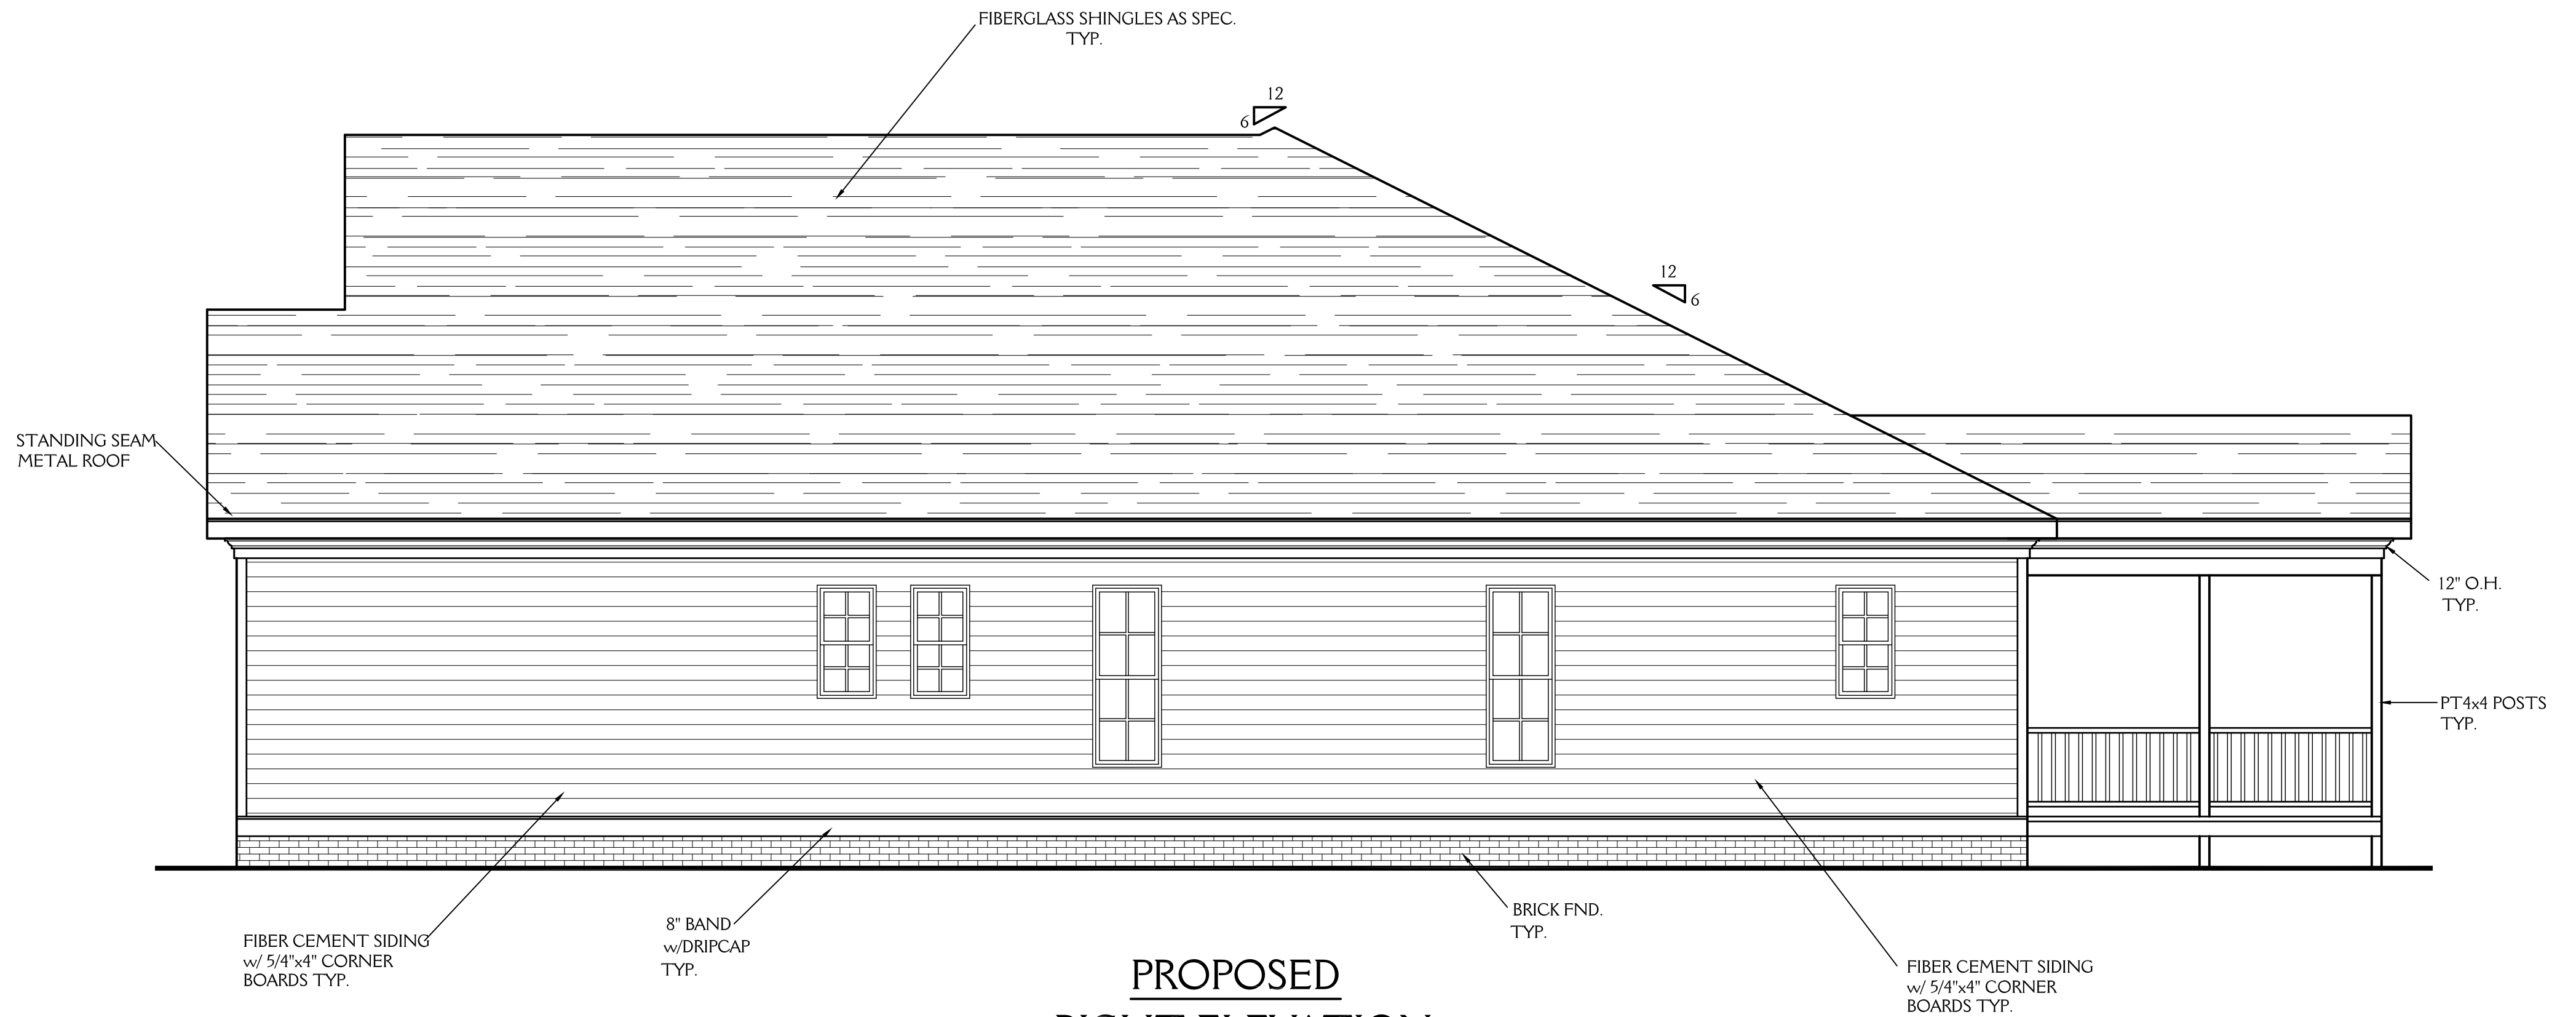 FIBERGLASS SHINGLES AS SPEC.
TYP.
12
6
12
6
STANDING SEAM
METAL ROOF
12" O.H.
TYP.
PT4x4 POSTS
TYP.
FIBER CEMENT SIDING
w/ 5/4"x4" CORNER
BOARDS TYP.
8" BAND
w/DRIPCAP
TYP.
BRICK FND.
TYP.
FIBER CEMENT SIDING
w/ 5/4"x4" CORNER
BOARDS TYP.
PROPOSED
RIGHT ELEVATION